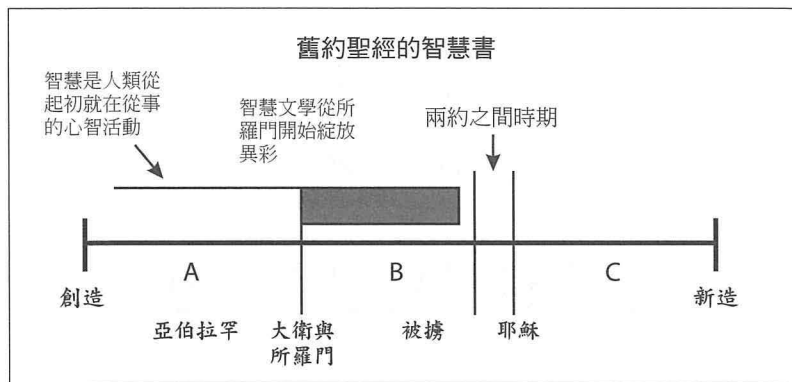 舊約聖經的智慧書
智慧是人類從
起初就在從事
的心智活動
智慧文學從所
羅門開始綻放
異彩
兩約之間時期
A
B
C
創造
新造
亞伯拉罕
大衛與
所羅門
被擄
耶穌